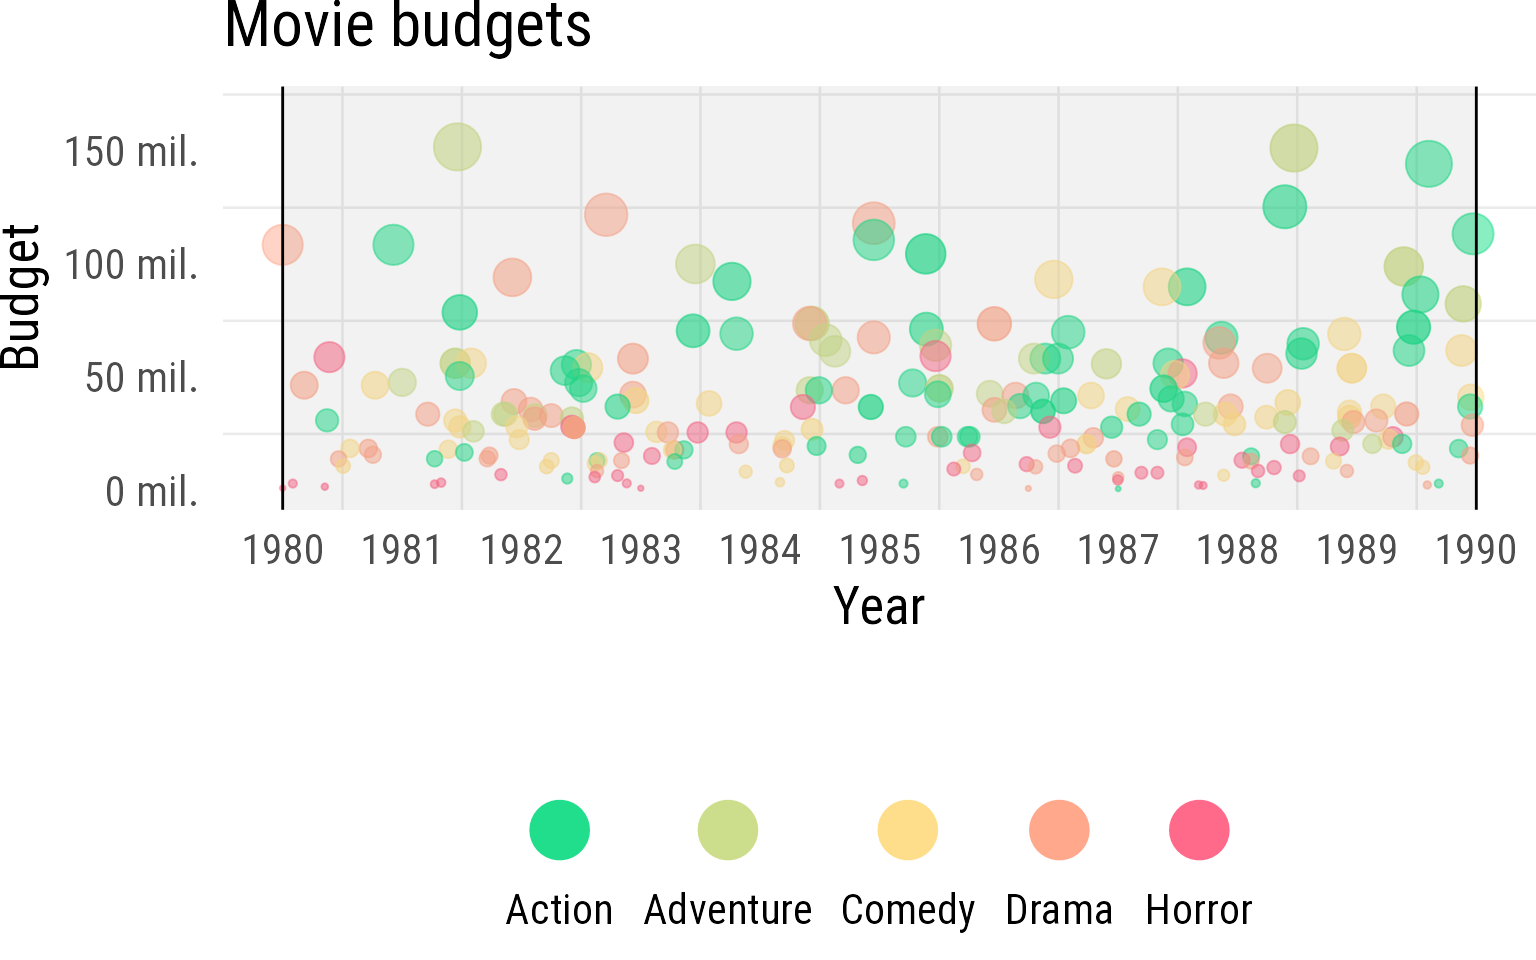 Movie budgets
Budget
150 mil.
100 mil.
50 mil.
0 mil.
1980 1981 1982 1983 1984 1985 1986 1987 1988 1989 1990
Year
Action Adventure Comedy Drama Horror